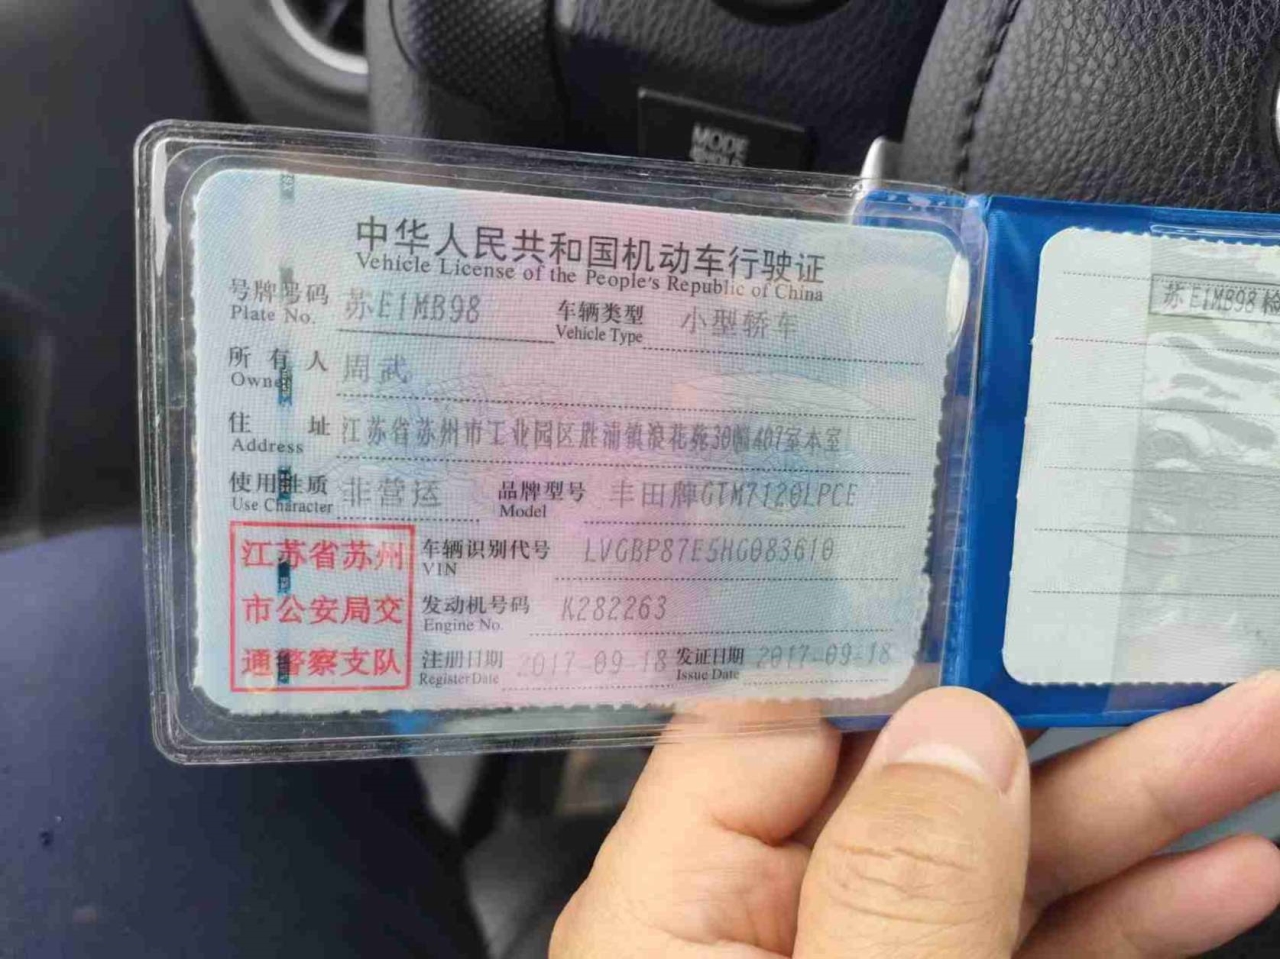 MODE
中华人民共和国机动车行驶证
Vehicle License of the People's Republic of China
号牌号码 苏E1MB98 车辆类型 小型轿车
Plate No. Vehicle Type
所有人 周武
Owner
住址 江苏省苏州市工业园区胜浦镇浪花苑30幢407室本室
Address
使用性质 非营运 品牌型号 丰田牌GTM7120LPCE
Use Character Model
江苏省苏州 车辆识别代号 LVGBP87E5HG083610
VIN
市公安局交 发动机号码 K282263
Engine No.
通警察支队 注册日期 2017-09-18 发证日期 2017-09-18
Register Date Issue Date
苏E1MB98